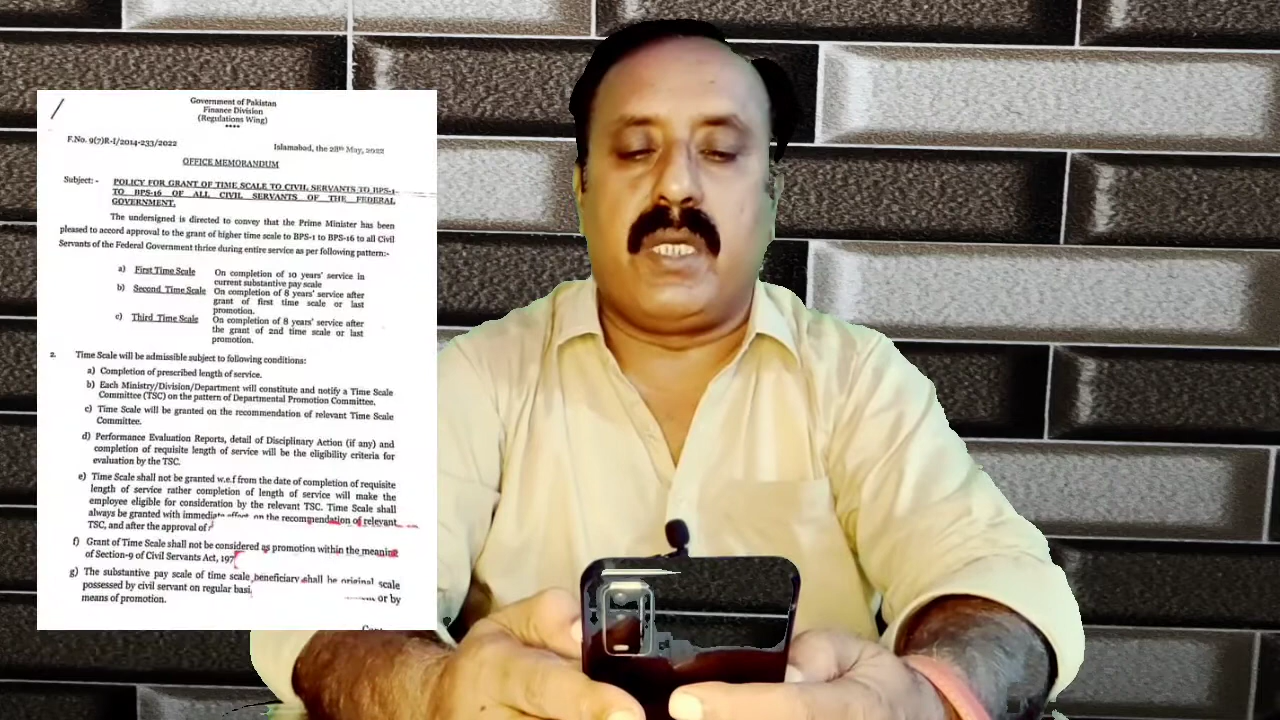 Government of Pakistan
Finance Division
(Regulations Wing)
****
F.No. 9(7)R-I/2014-233/2022
Islamabad, the 28th May, 2022
OFFICE MEMORANDUM
Subject: - POLICY FOR GRANT OF TIME SCALE TO CIVIL SERVANTS TO BPS-1-
TO BPS-16 OF ALL CIVIL SERVANTS OF THE FEDERAL
GOVERNMENT.
The undersigned is directed to convey that the Prime Minister has been
pleased to accord approval to the grant of higher time scale to BPS-1 to BPS-16 to all Civil
Servants of the Federal Government thrice during entire service as per following pattern:-
a) First Time Scale On completion of 10 years' service in
current substantive pay scale
b) Second Time Scale On completion of 8 years' service after
grant of first time scale or last
promotion.
c) Third Time Scale On completion of 8 years' service after
the grant of 2nd time scale or last
promotion.
2. Time Scale will be admissible subject to following conditions:
a) Completion of prescribed length of service.
b) Each Ministry/Division/Department will constitute and notify a Time Scale
Committee (TSC) on the pattern of Departmental Promotion Committee.
c) Time Scale will be granted on the recommendation of relevant Time Scale
Committee.
d) Performance Evaluation Reports, detail of Disciplinary Action (if any) and
completion of requisite length of service will be the eligibility criteria for
evaluation by the TSC.
e) Time Scale shall not be granted w.e.f from the date of completion of requisite
length of service rather completion of length of service will make the
employee eligible for consideration by the relevant TSC. Time Scale shall
always be granted with immediate effect on the recommendation of relevant
TSC, and after the approval of
f) Grant of Time Scale shall not be considered as promotion within the meaning
of Section-9 of Civil Servants Act, 197
g) The substantive pay scale of time scale beneficiary shall be original scale
possessed by civil servant on regular basi or by
means of promotion.